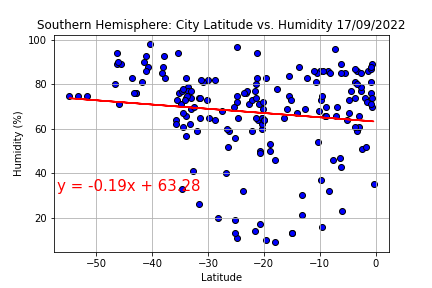 Southern Hemisphere: City Latitude vs. Humidity 17/09/2022
100
80
60
40
20
Humidity (%)
y = -0.19x + 63.28
−50
−40
−30
−20
−10
0
Latitude